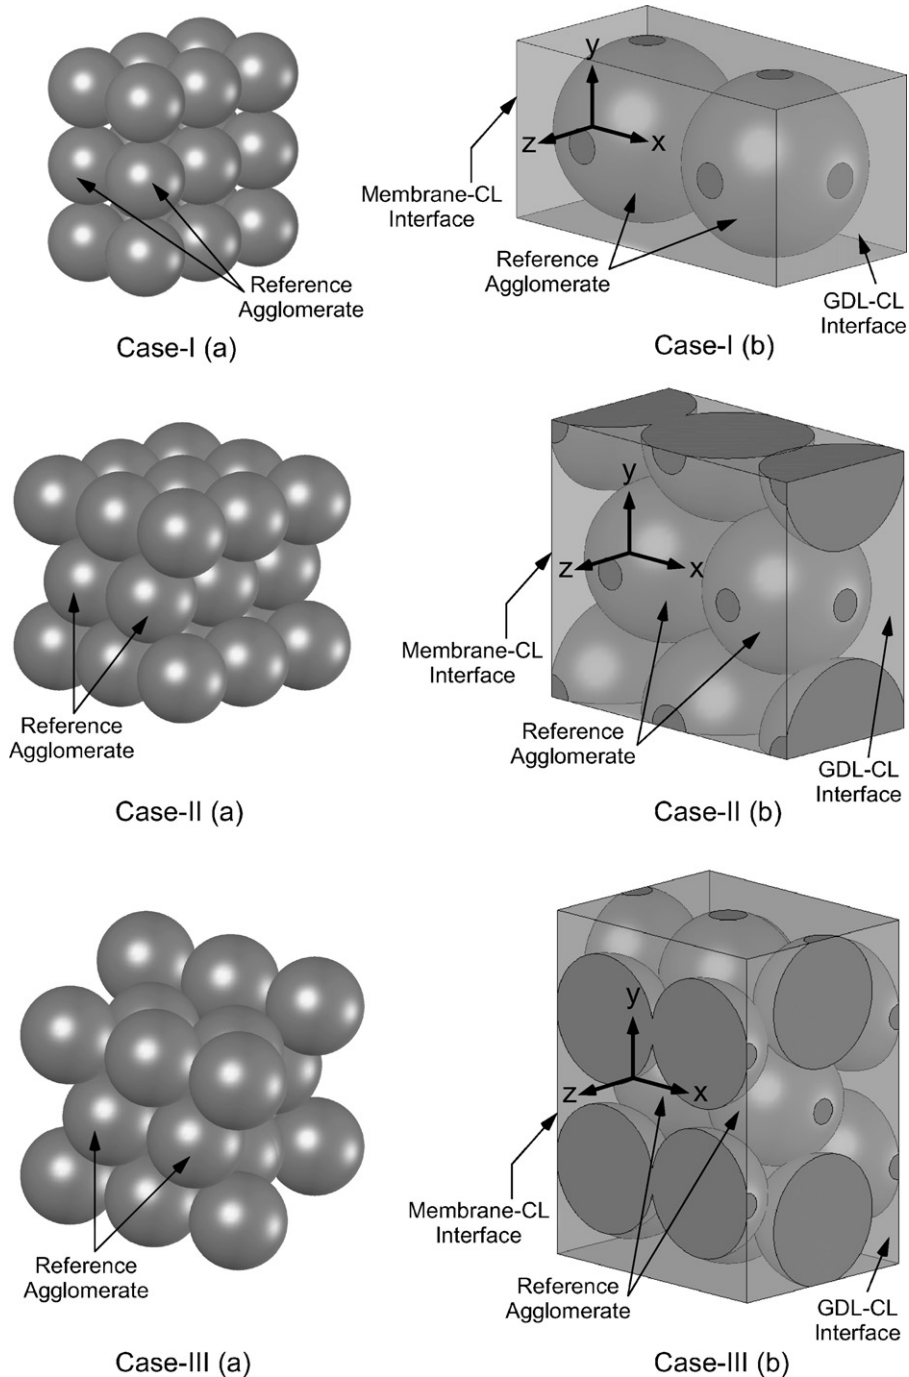 Reference
Agglomerate
Case-I (a)
y
z
x
Membrane-CL
Interface
Reference
Agglomerate
GDL-CL
Interface
Case-I (b)
Reference
Agglomerate
Case-II (a)
y
z
x
Membrane-CL
Interface
Reference
Agglomerate
GDL-CL
Interface
Case-II (b)
Reference
Agglomerate
Case-III (a)
y
z
x
Membrane-CL
Interface
Reference
Agglomerate
GDL-CL
Interface
Case-III (b)